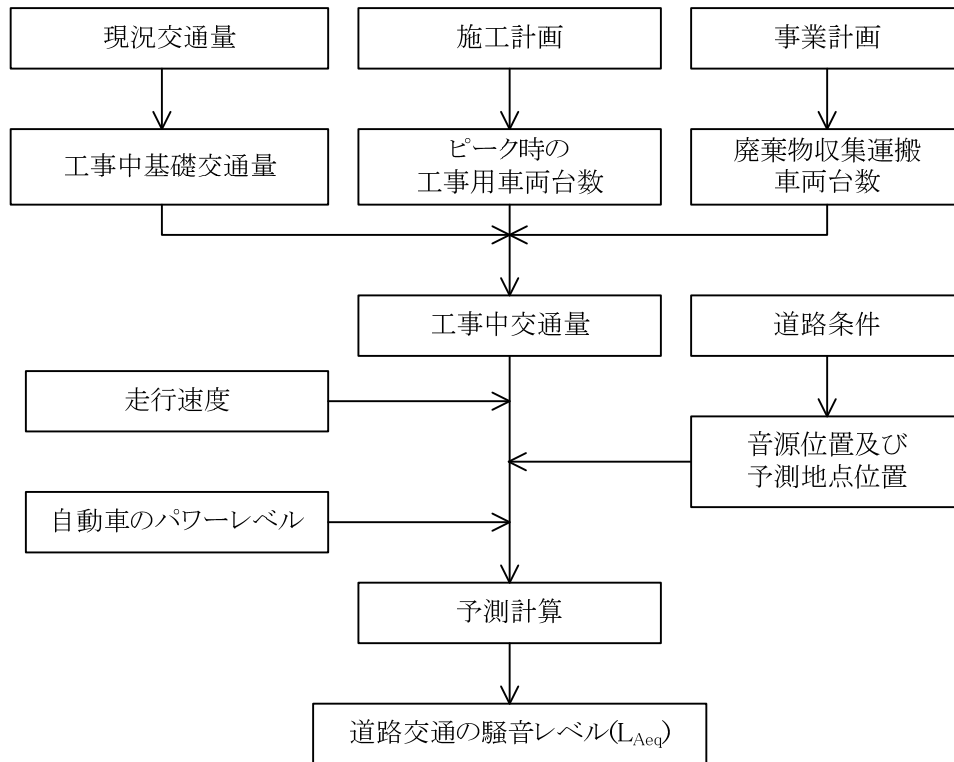 現況交通量
施工計画
事業計画
工事中基礎交通量
ピーク時の
工事用車両台数
廃棄物収集運搬
車両台数
工事中交通量
道路条件
走行速度
音源位置及び
予測地点位置
自動車のパワーレベル
予測計算
道路交通の騒音レベル(LAeq)